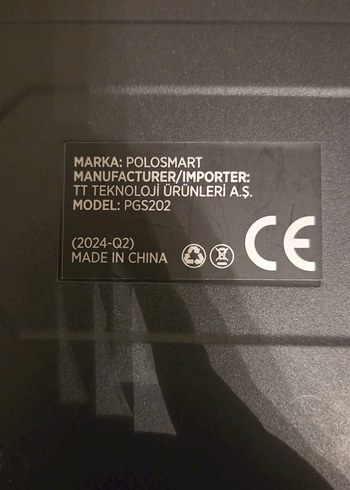 MARKA: POLOSMART
MANUFACTURER/IMPORTER:
TT TEKNOLOJİ ÜRÜNLERİ A.Ş.
MODEL: PGS202
(2024-Q2)
MADE IN CHINA
CE